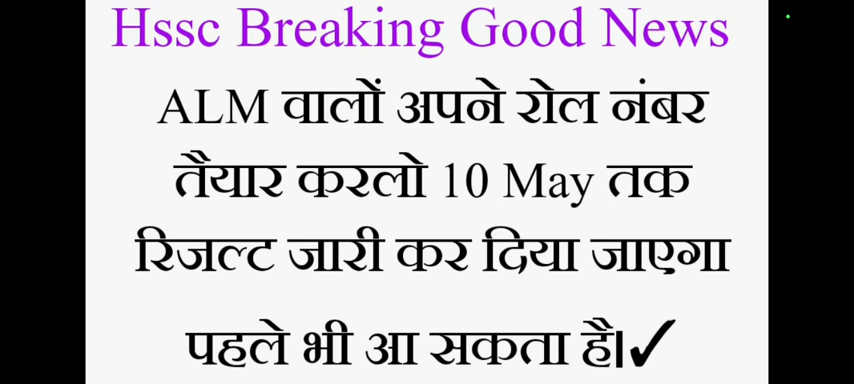 Hssc Breaking Good News
ALM वालों अपने रोल नंबर
तैयार करलो 10 May तक
रिजल्ट जारी कर दिया जाएगा
पहले भी आ सकता है।✓